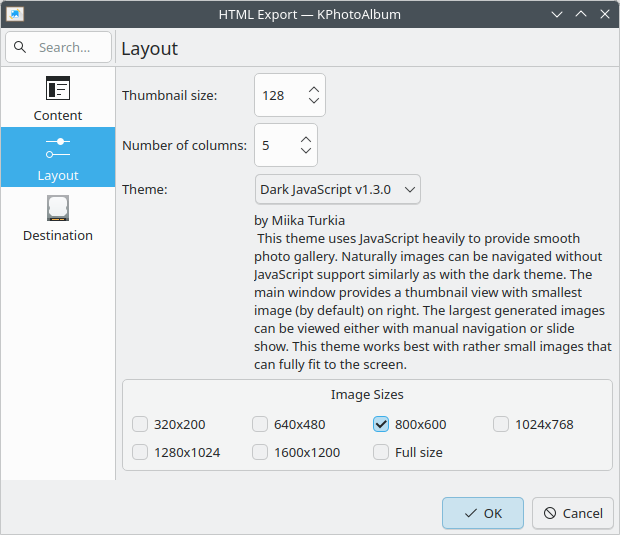 HTML Export — KPhotoAlbum
Search...
Layout
Content
Layout
Destination
Thumbnail size: 128
Number of columns: 5
Theme: Dark JavaScript v1.3.0
by Miika Turkia
This theme uses JavaScript heavily to provide smooth
photo gallery. Naturally images can be navigated without
JavaScript support similarly as with the dark theme. The
main window provides a thumbnail view with smallest
image (by default) on right. The largest generated images
can be viewed either with manual navigation or slide
show. This theme works best with rather small images that
can fully fit to the screen.
Image Sizes
320x200 640x480 800x600 1024x768
1280x1024 1600x1200 Full size
OK Cancel